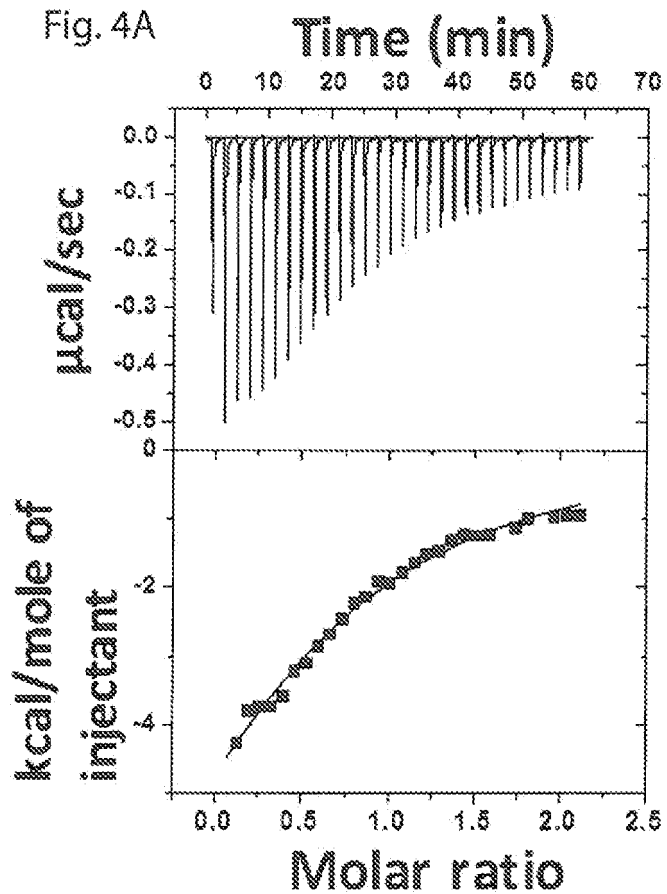 Fig. 4A
Time (min)
0 10 20 30 40 50 60 70
0.0
-0.1
-0.2
-0.3
-0.4
-0.5
µcal/sec
0
-2
-4
kcal/mole of
injectant
0.0 0.5 1.0 1.5 2.0 2.5
Molar ratio